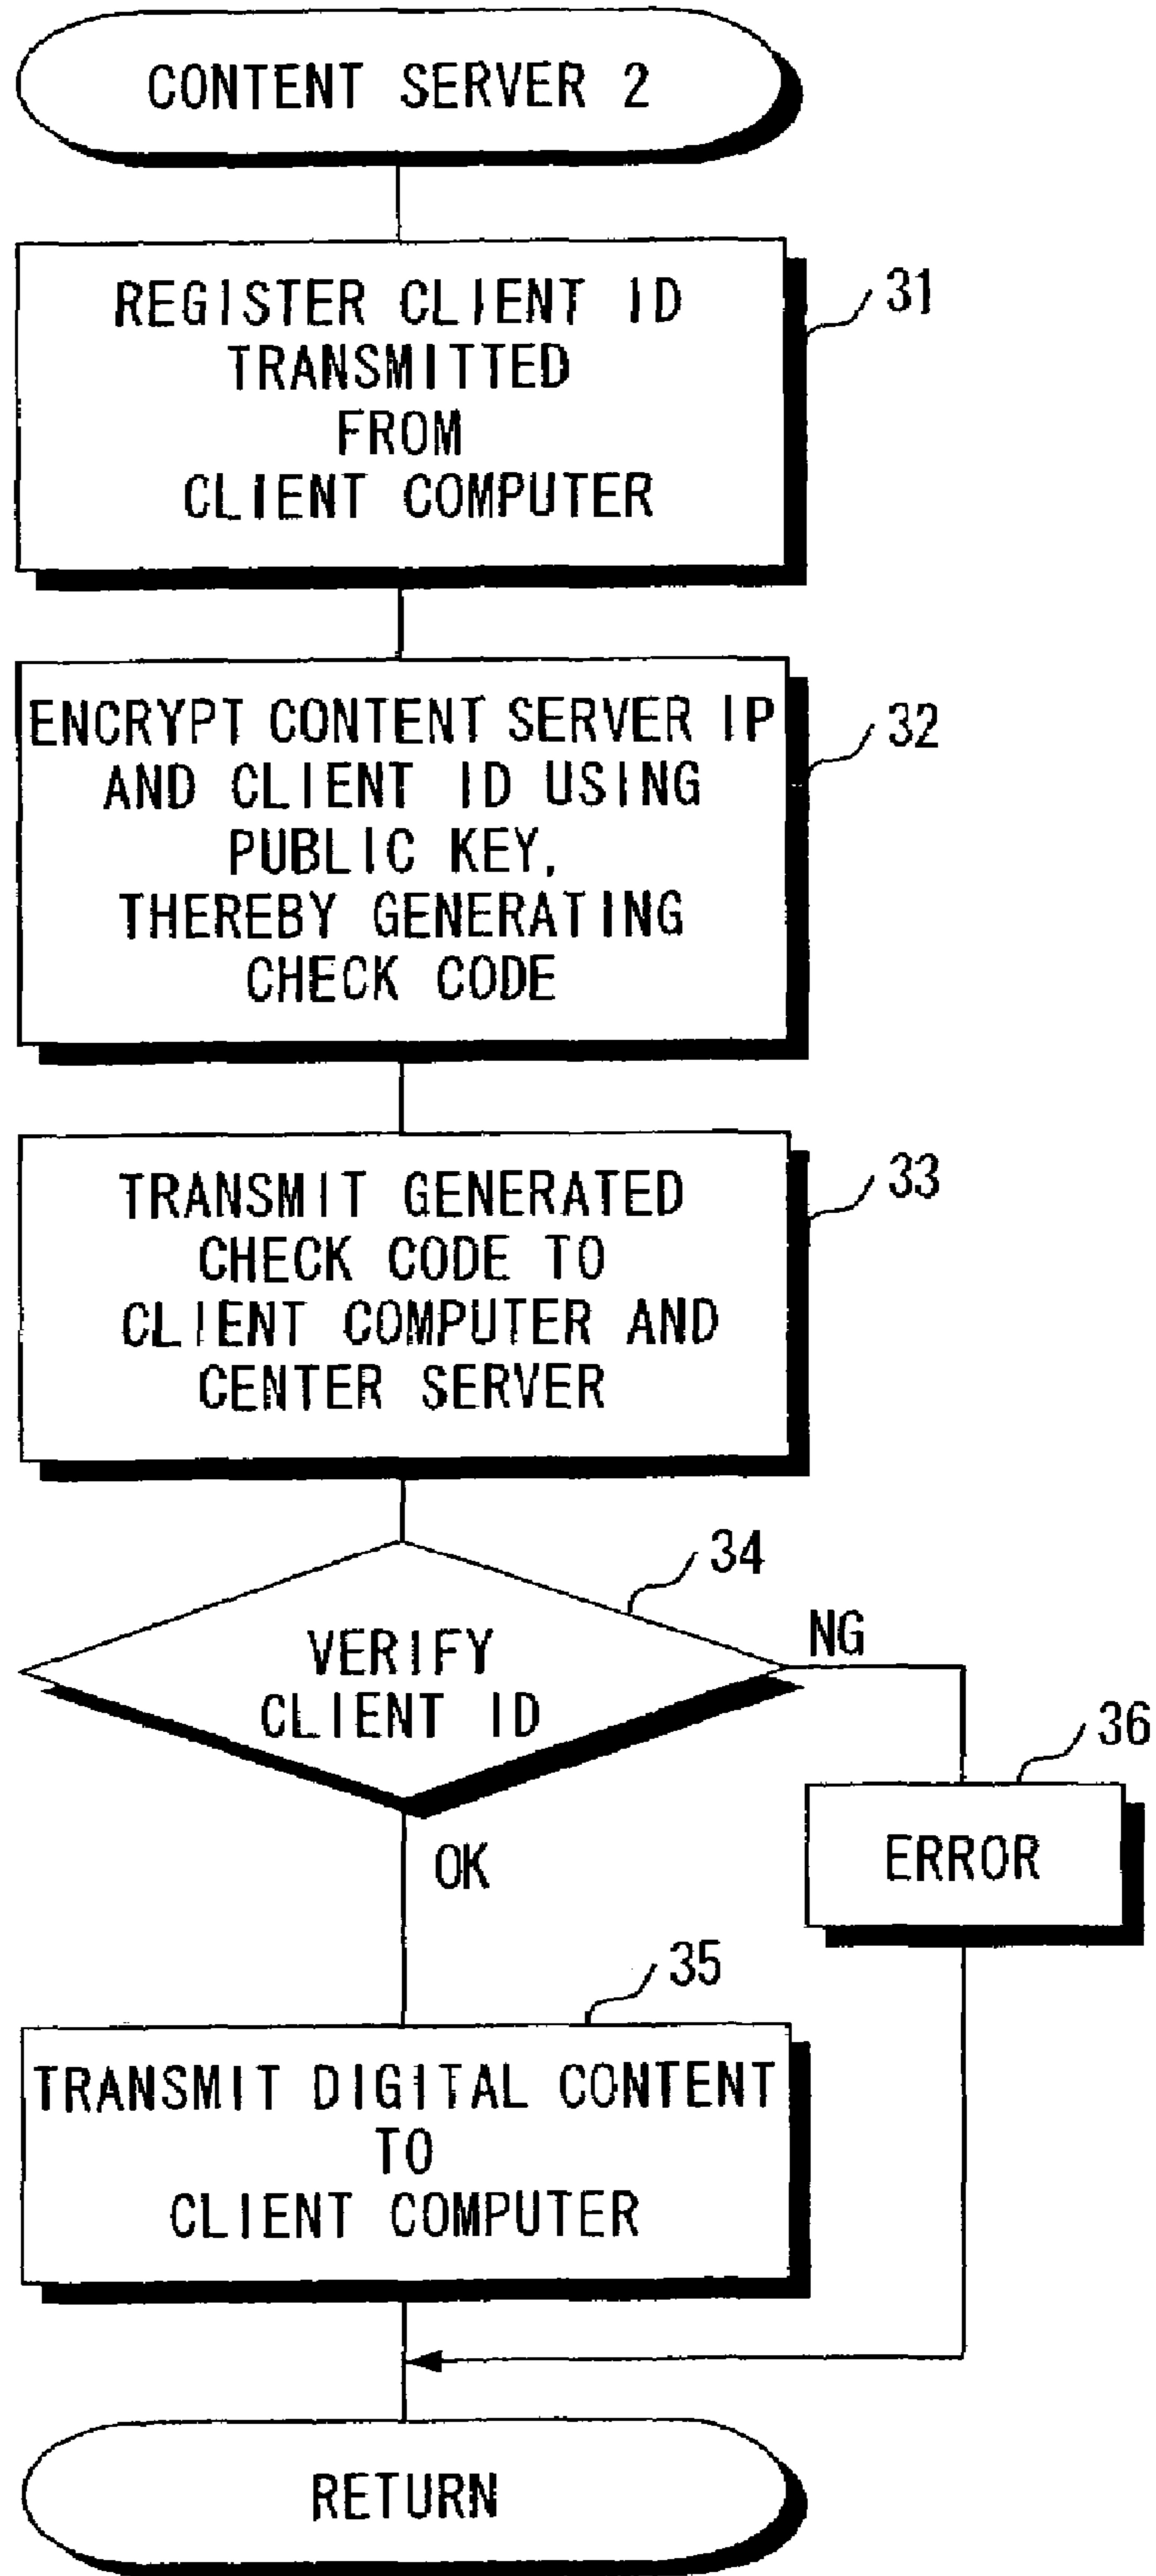 CONTENT SERVER 2
REGISTER CLIENT ID
TRANSMITTED
FROM
CLIENT COMPUTER
31
ENCRYPT CONTENT SERVER IP
AND CLIENT ID USING
PUBLIC KEY,
THEREBY GENERATING
CHECK CODE
32
TRANSMIT GENERATED
CHECK CODE TO
CLIENT COMPUTER AND
CENTER SERVER
33
34
VERIFY
CLIENT ID
NG
OK
36
ERROR
35
TRANSMIT DIGITAL CONTENT
TO
CLIENT COMPUTER
RETURN